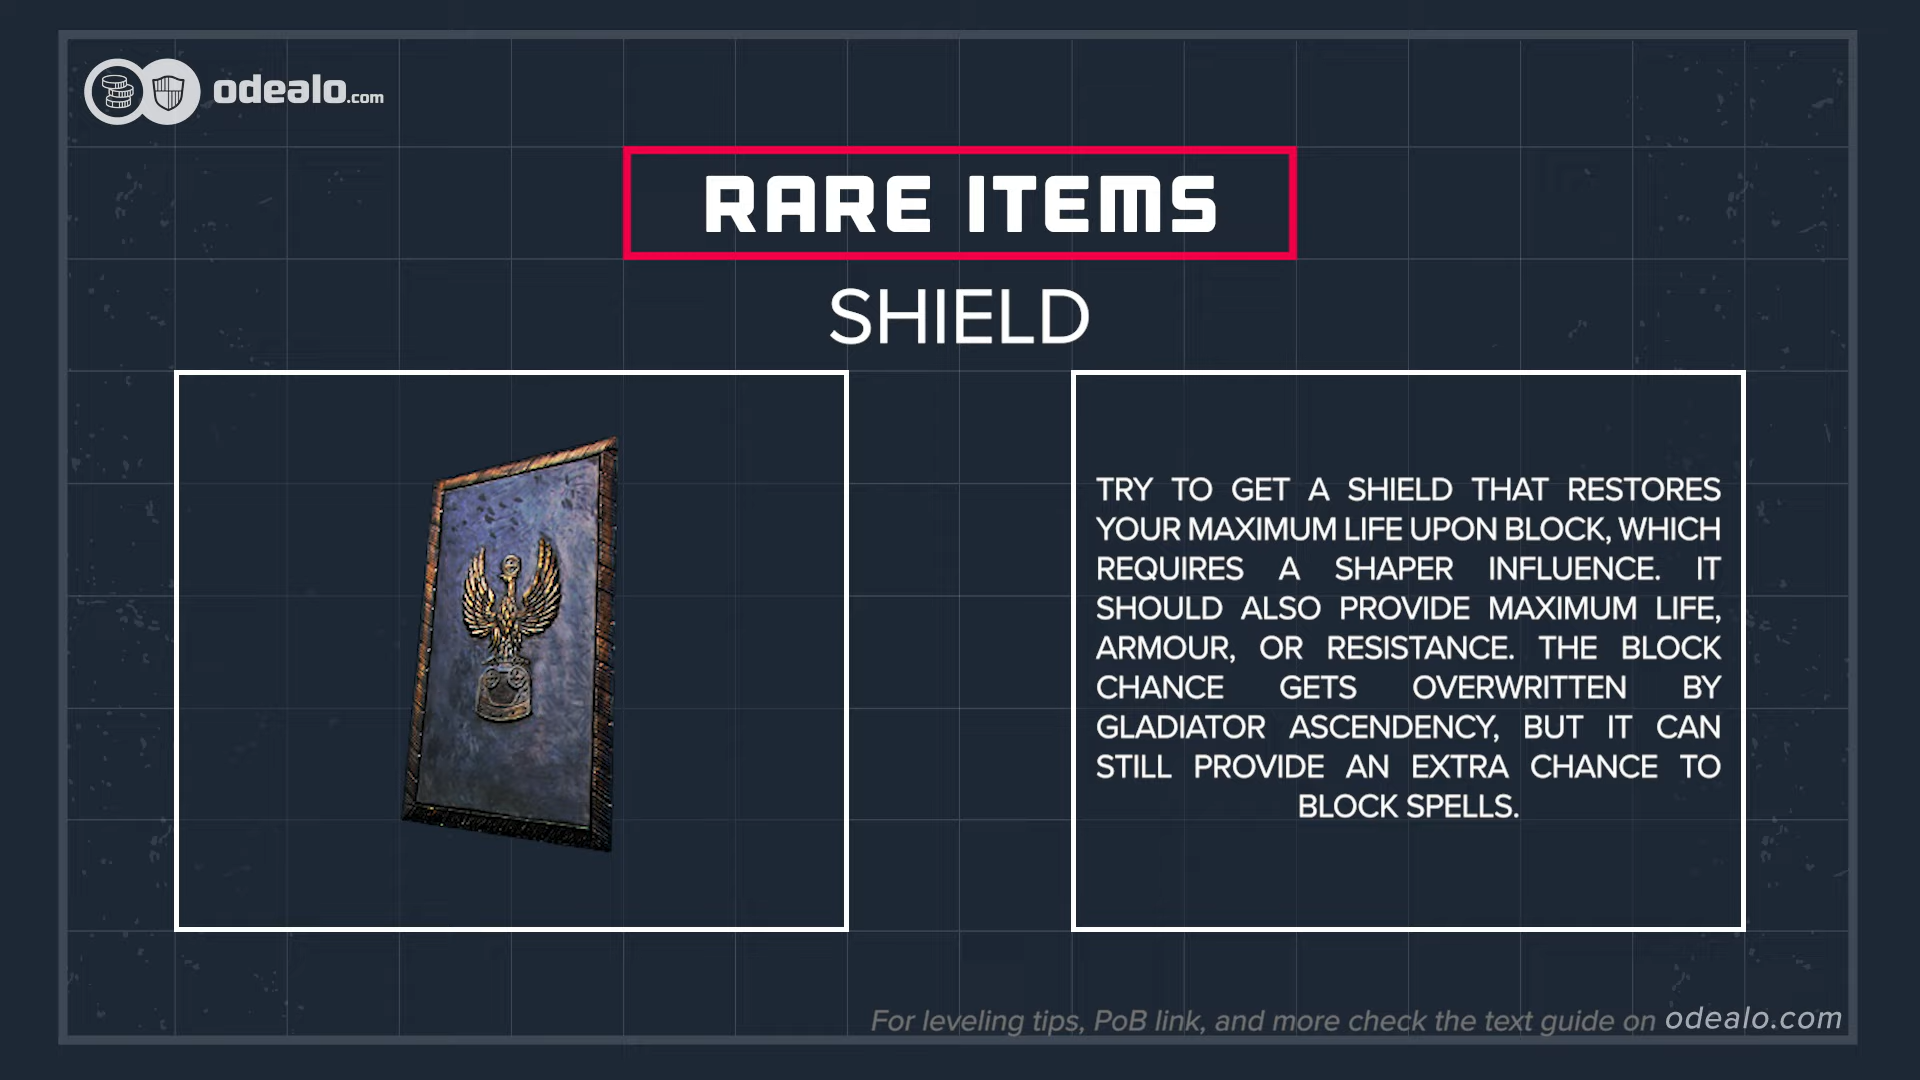 odealo.com
RARE ITEMS
SHIELD
TRY TO GET A SHIELD THAT RESTORES
YOUR MAXIMUM LIFE UPON BLOCK, WHICH
REQUIRES A SHAPER INFLUENCE. IT
SHOULD ALSO PROVIDE MAXIMUM LIFE,
ARMOUR, OR RESISTANCE. THE BLOCK
CHANCE GETS OVERWRITTEN BY
GLADIATOR ASCENDENCY, BUT IT CAN
STILL PROVIDE AN EXTRA CHANCE TO
BLOCK SPELLS.
For leveling tips, PoB link, and more check the text guide on odealo.com